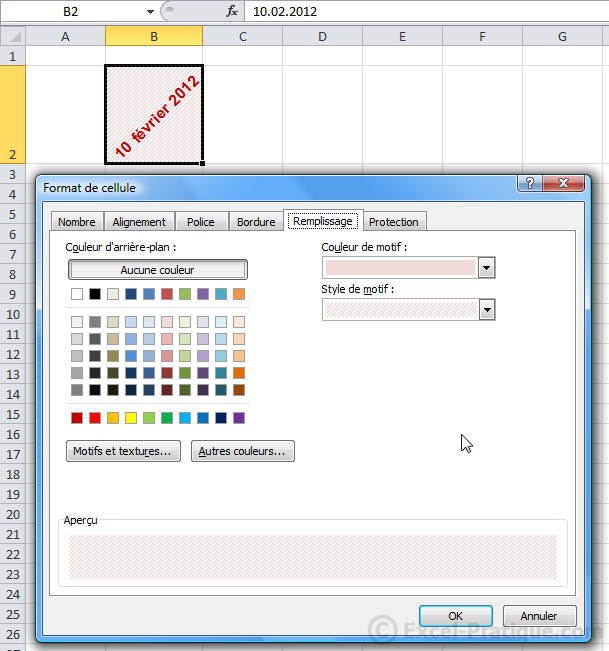 B2 fx 10.02.2012
A B C D E F G
1
2 10 février 2012
3
4 Format de cellule ?
5
6 Nombre Alignement Police Bordure Remplissage Protection
7 Couleur d'arrière-plan : Couleur de motif :
8 Aucune couleur
9 Style de motif :
10
11
12
13
14
15
16
17 Motifs et textures... Autres couleurs...
18
19
20
21 Aperçu
22
23
24
25 OK Annuler
26 © Excel-Pratique.com